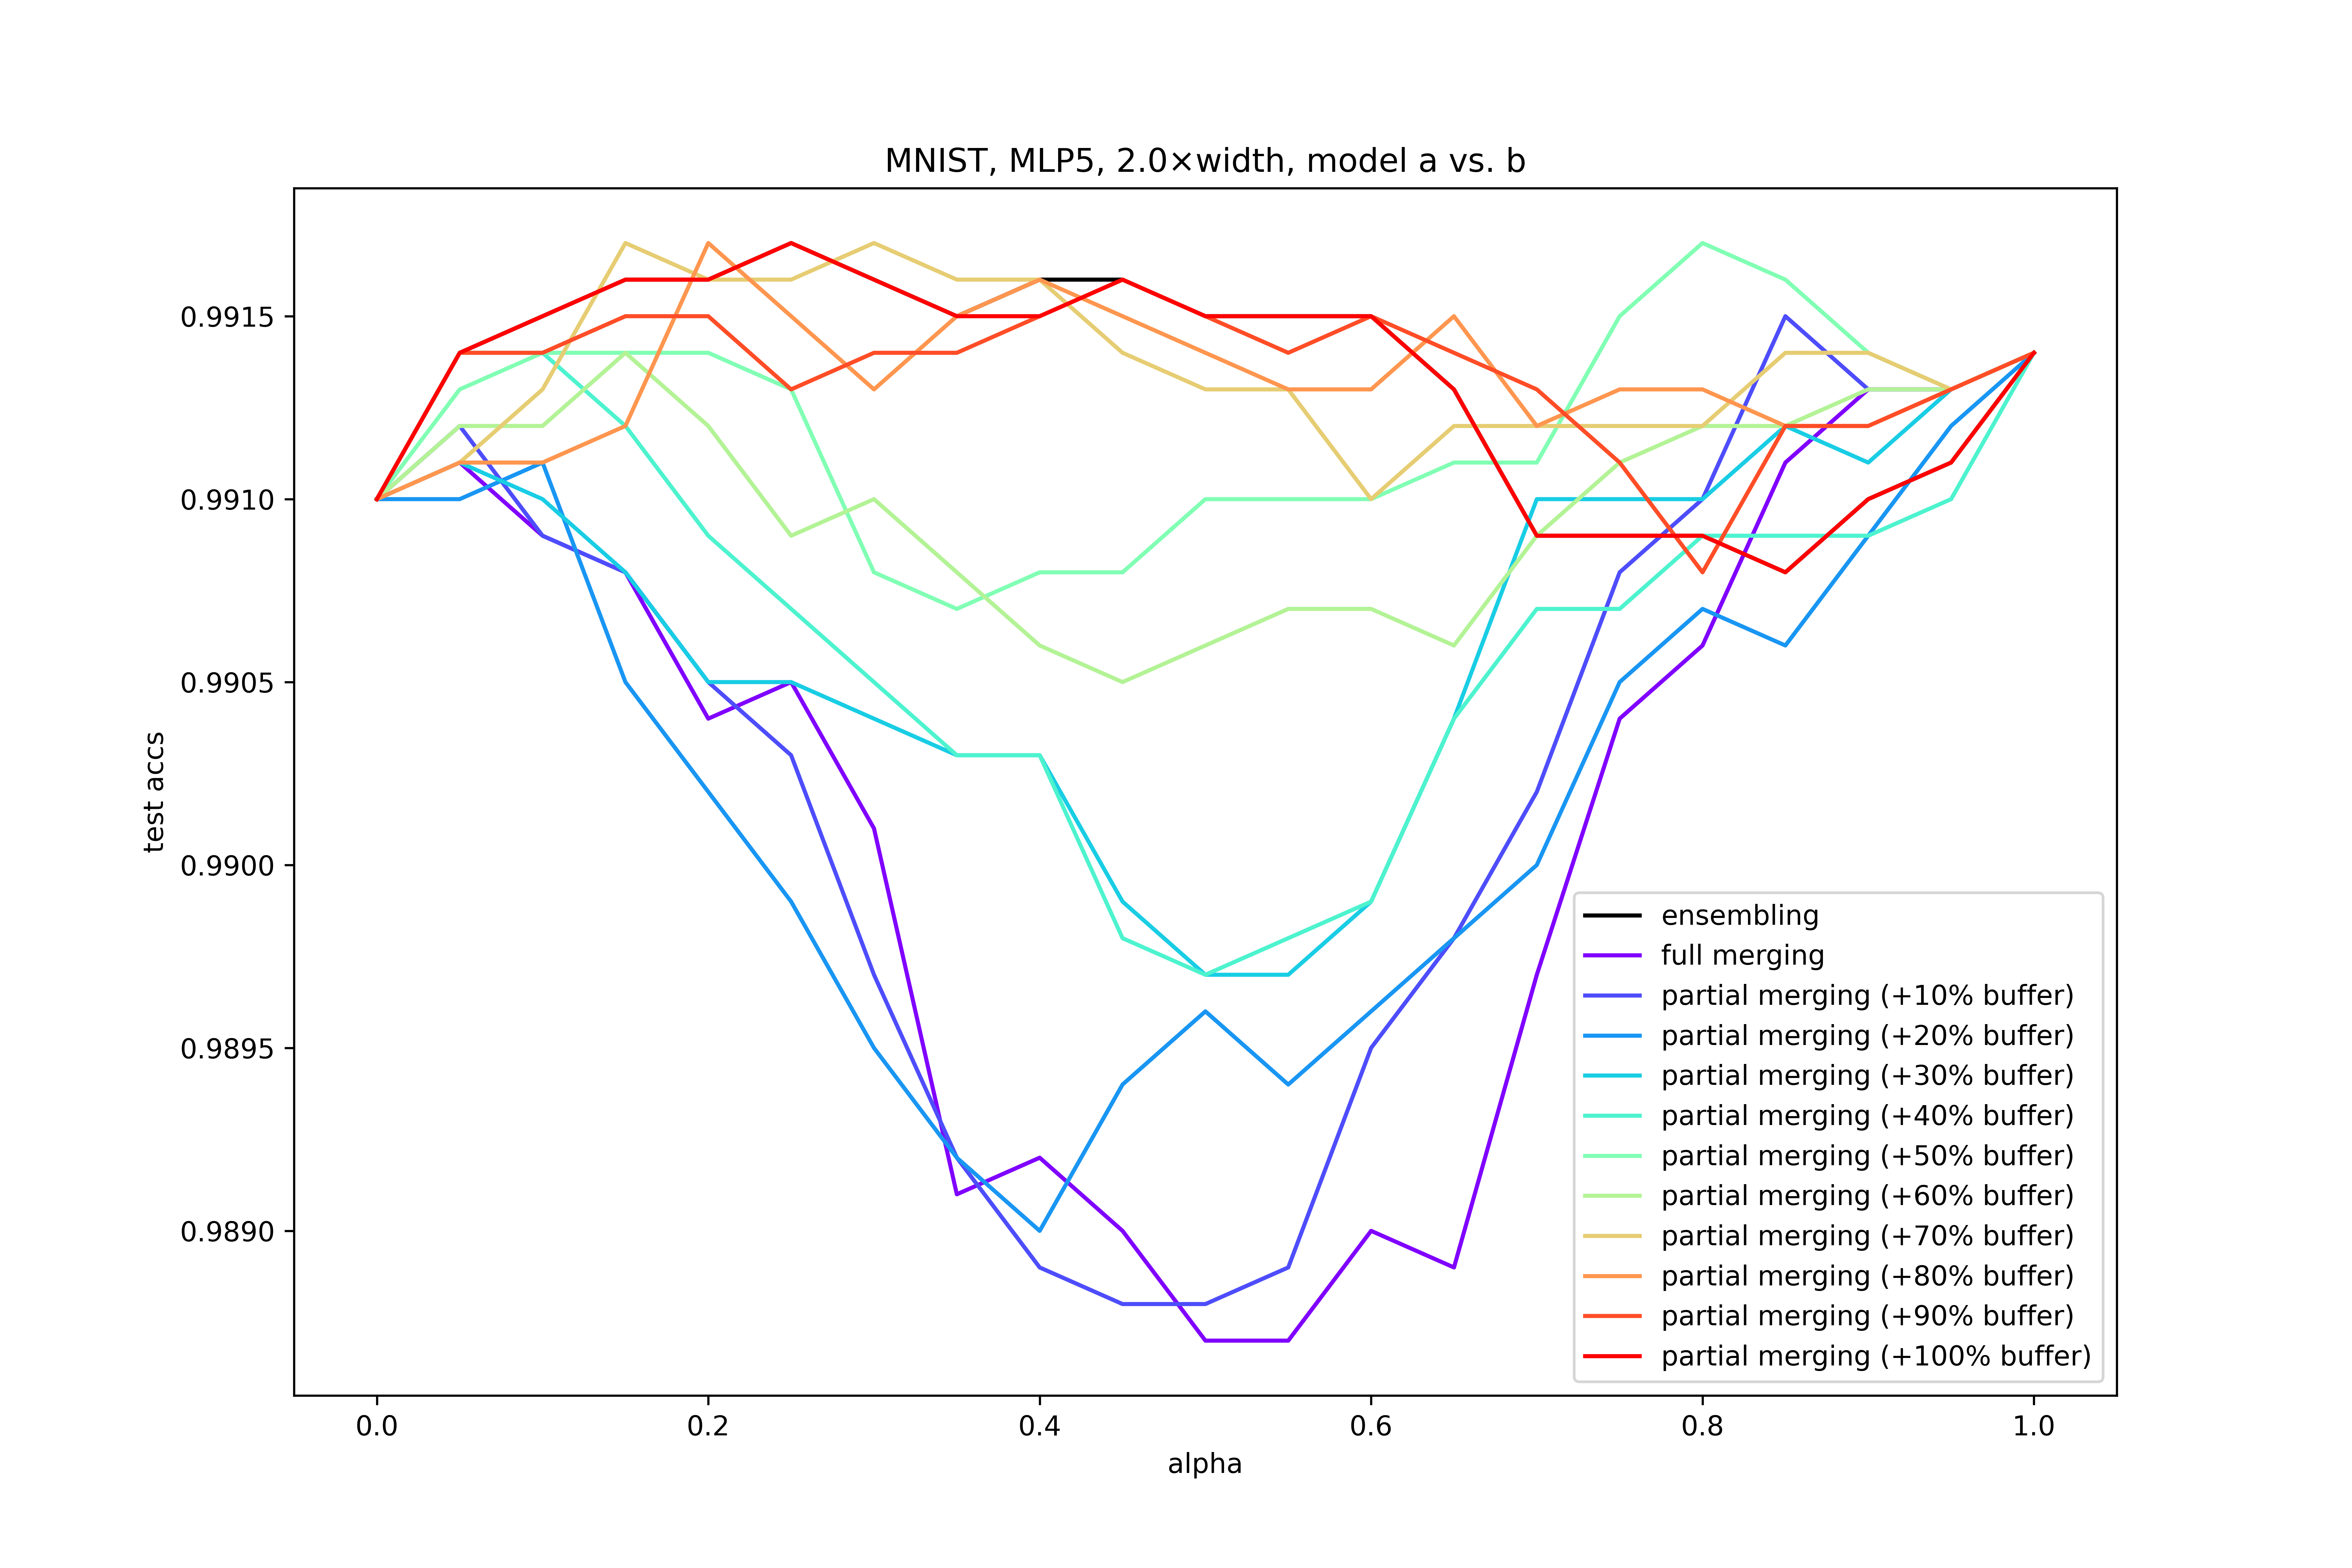 MNIST, MLP5, 2.0×width, model a vs. b
test accs
0.9915
0.9910
0.9905
0.9900
0.9895
0.9890
0.0 0.2 0.4 0.6 0.8 1.0
alpha
ensembling
full merging
partial merging (+10% buffer)
partial merging (+20% buffer)
partial merging (+30% buffer)
partial merging (+40% buffer)
partial merging (+50% buffer)
partial merging (+60% buffer)
partial merging (+70% buffer)
partial merging (+80% buffer)
partial merging (+90% buffer)
partial merging (+100% buffer)